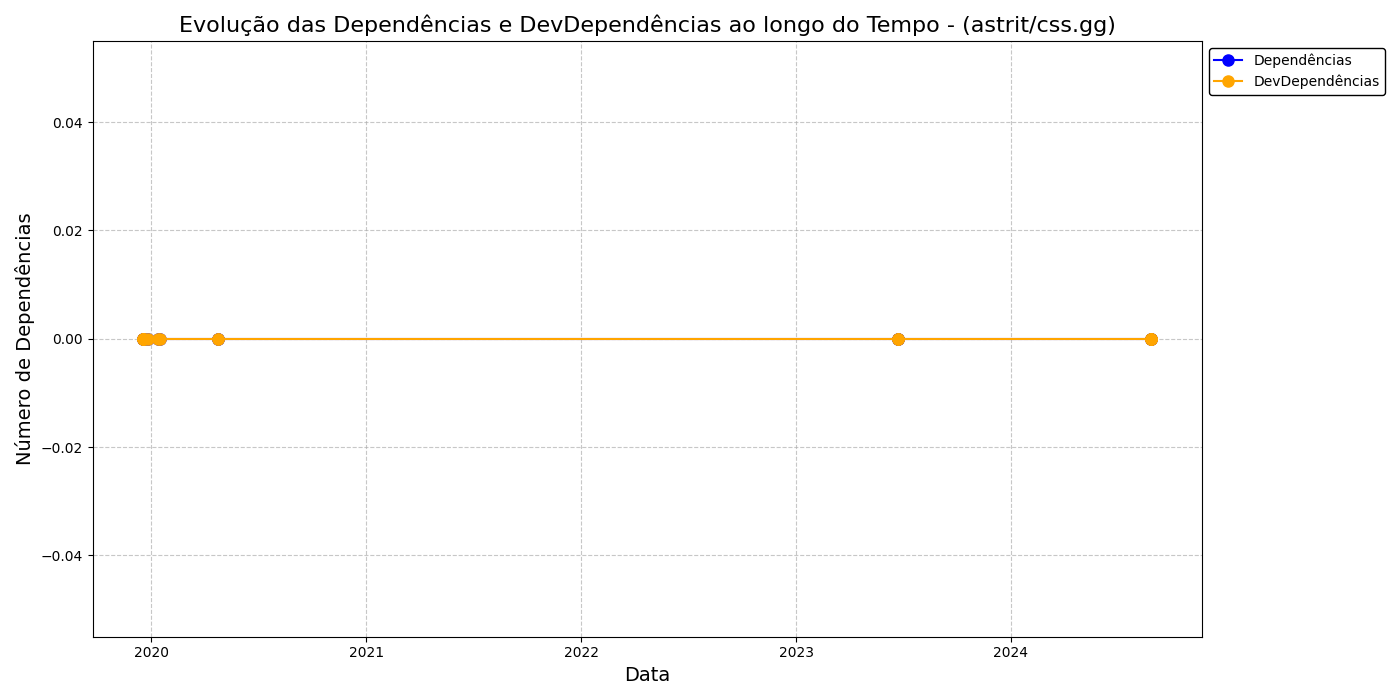 Evolução das Dependências e DevDependências ao longo do Tempo - (astrit/css.gg)
Dependências
DevDependências
Número de Dependências
0.04
0.02
0.00
−0.02
−0.04
2020
2021
2022
2023
2024
Data